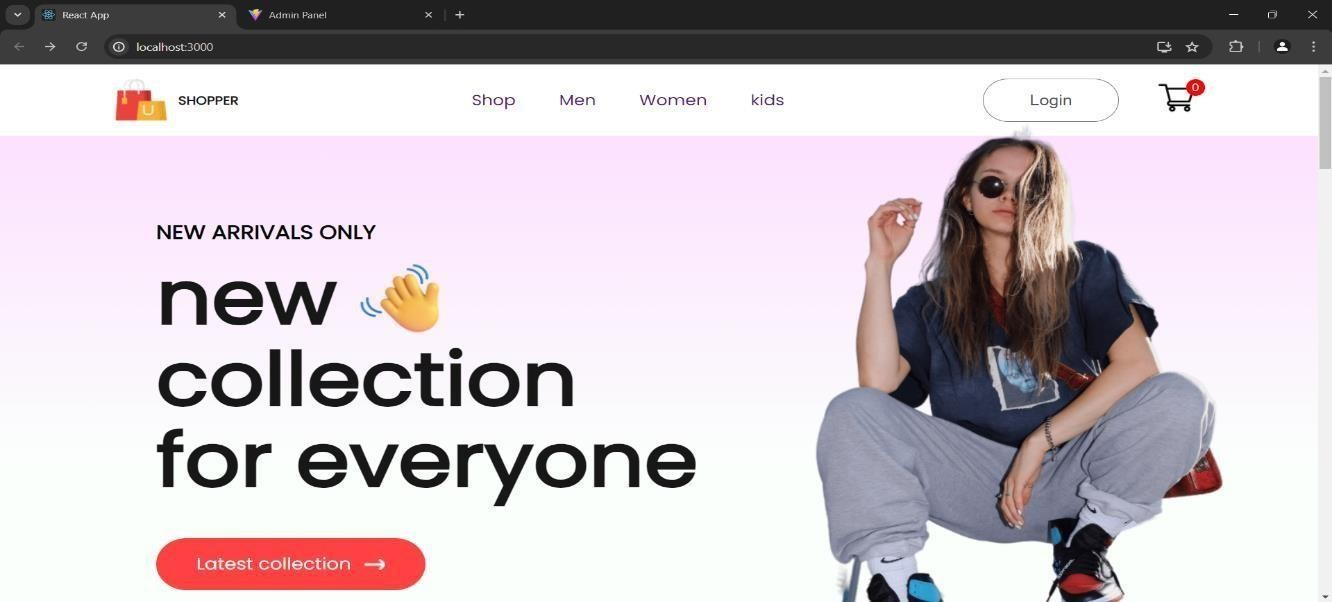 React App
Admin Panel
localhost:3000
U
SHOPPER
Shop
Men
Women
kids
Login
0
NEW ARRIVALS ONLY
new
collection
for everyone
Latest collection